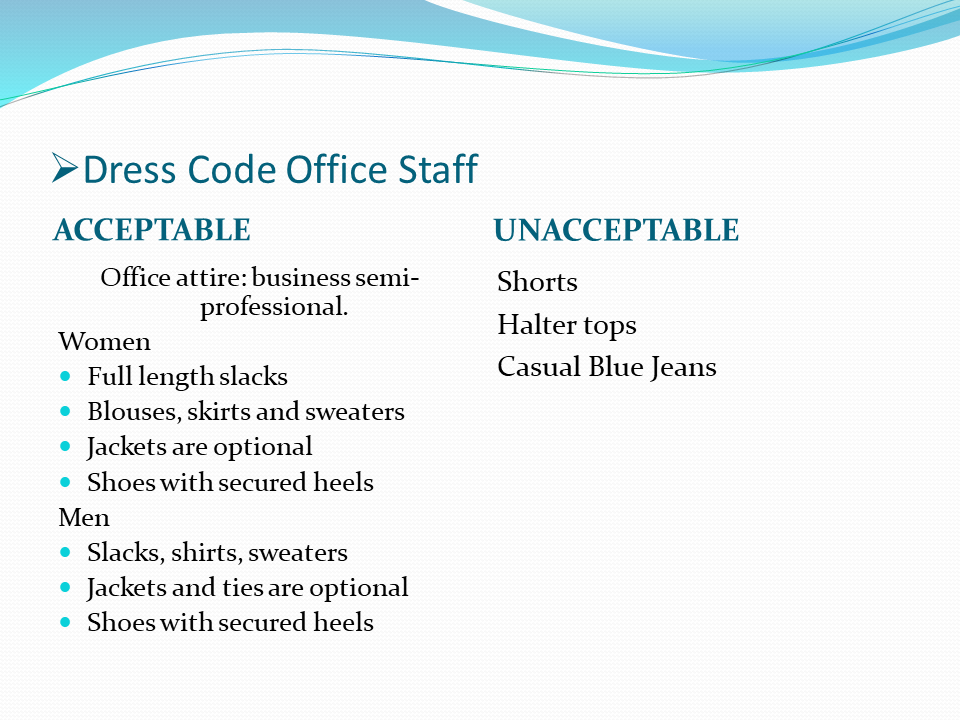 ➢Dress Code Office Staff
ACCEPTABLE
Office attire: business semi-
professional.
Women
• Full length slacks
• Blouses, skirts and sweaters
• Jackets are optional
• Shoes with secured heels
Men
• Slacks, shirts, sweaters
• Jackets and ties are optional
• Shoes with secured heels
UNACCEPTABLE
Shorts
Halter tops
Casual Blue Jeans